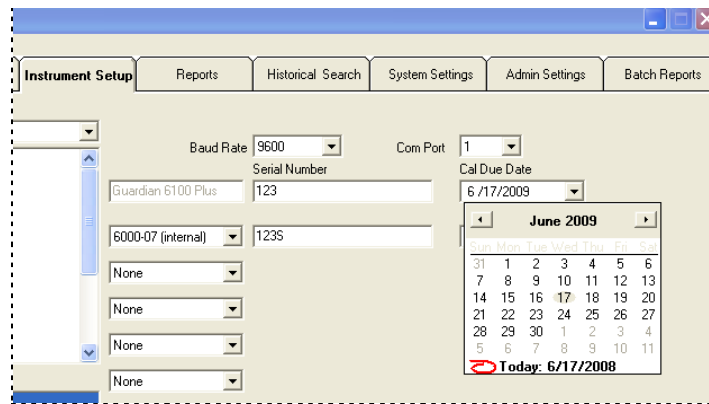 Instrument Setup Reports Historical Search System Settings Admin Settings Batch Reports
Baud Rate 9600 Com Port 1
Serial Number Cal Due Date
Guardian 6100 Plus 123 6 /17/2009
June 2009
6000-07 (internal) 123S
Sun Mon Tue Wed Thu Fri Sat
31 1 2 3 4 5 6
None
7 8 9 10 11 12 13
14 15 16 17 18 19 20
None
21 22 23 24 25 26 27
28 29 30 1 2 3 4
None
5 6 7 8 9 10 11
Today: 6/17/2008
None